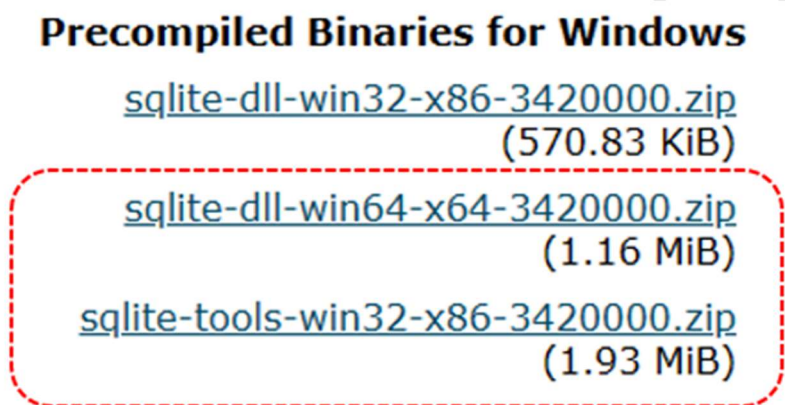 Precompiled Binaries for Windows
sqlite-dll-win32-x86-3420000.zip
(570.83 KiB)
sqlite-dll-win64-x64-3420000.zip
(1.16 MiB)
sqlite-tools-win32-x86-3420000.zip
(1.93 MiB)